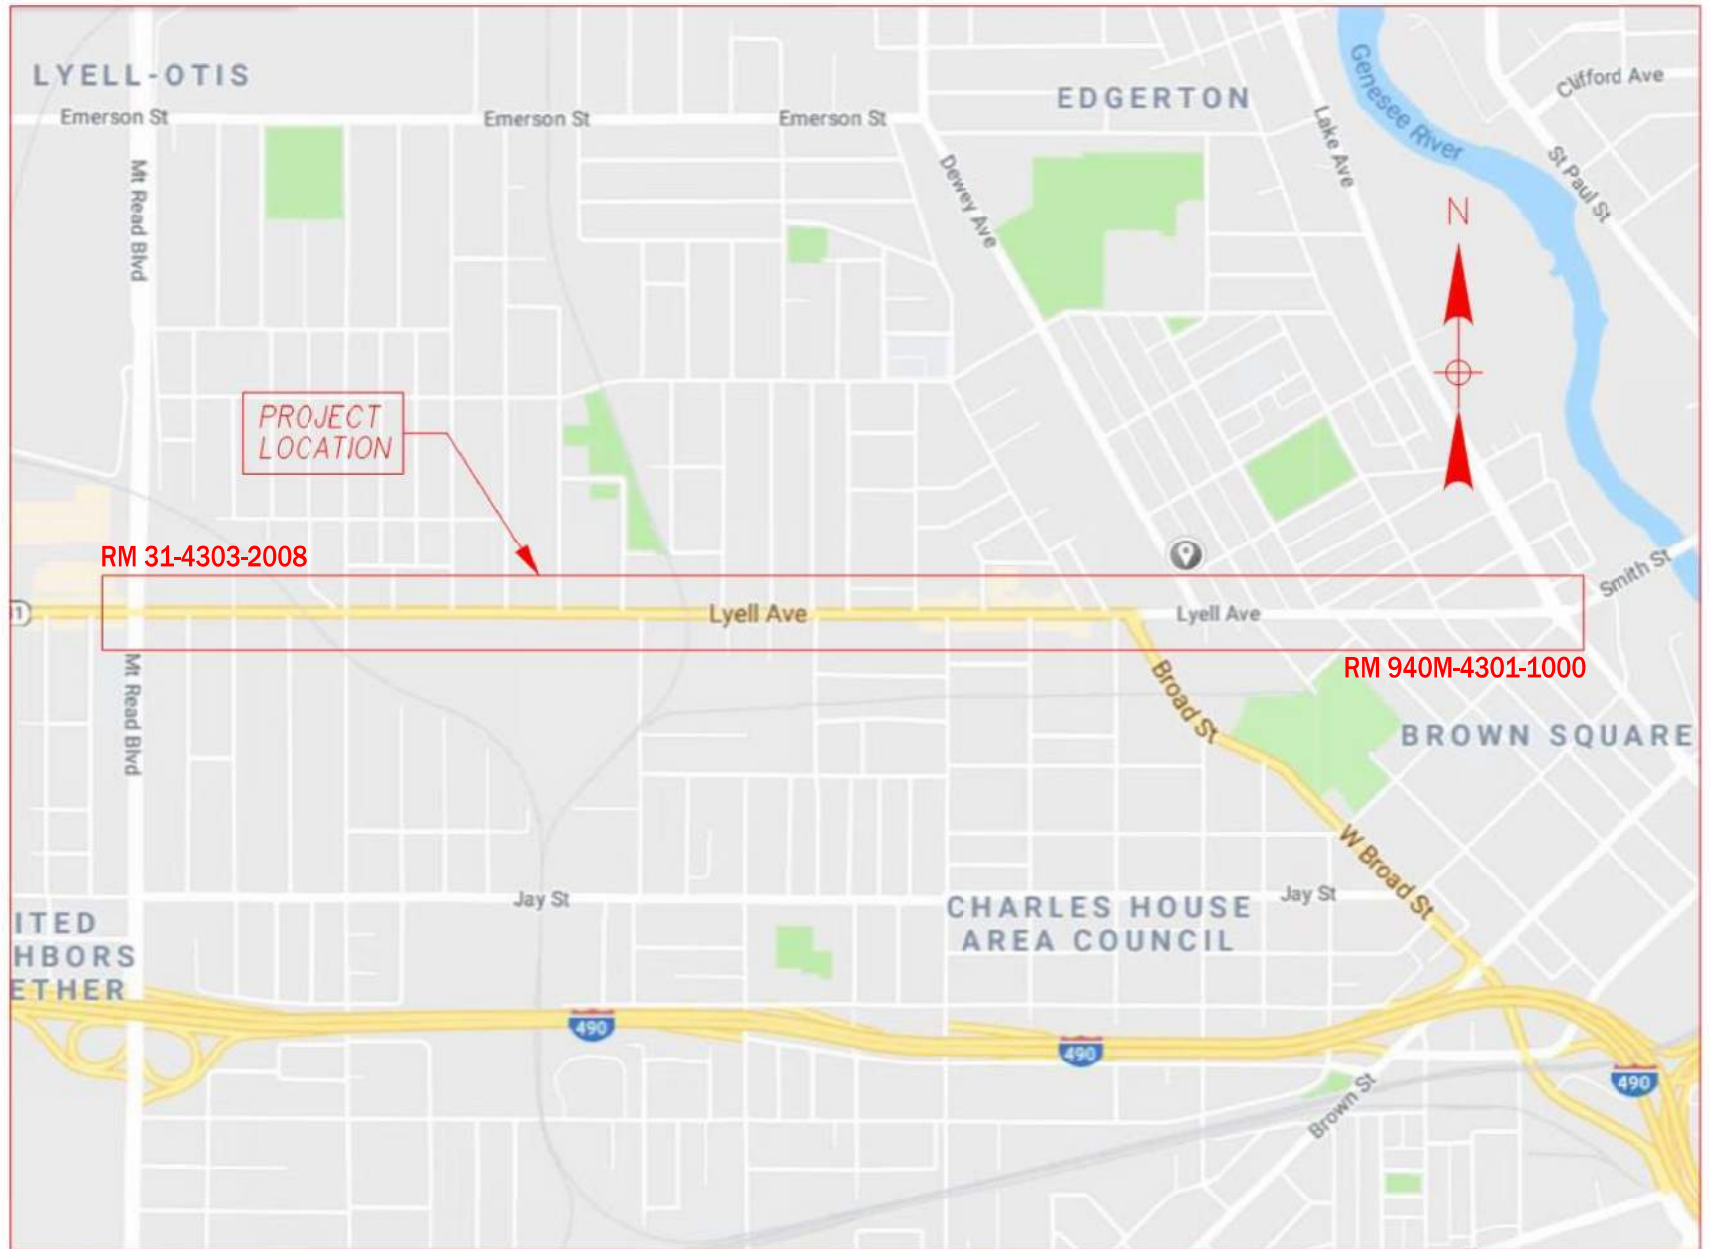 LYELL-OTIS
Emerson St
Emerson St
Emerson St
EDGERTON
Clifford Ave
Genesee River
Lake Ave
St Paul St
Mt Read Blvd
Dewey Ave
N
PROJECT
LOCATION
RM 31-4303-2008
Smith St
Lyell Ave
Lyell Ave
RM 940M-4301-1000
Mt Read Blvd
Broad St
BROWN SQUARE
W Broad St
Jay St
Jay St
CHARLES HOUSE
AREA COUNCIL
ITED
HBORS
ETHER
490
490
490
Brown St